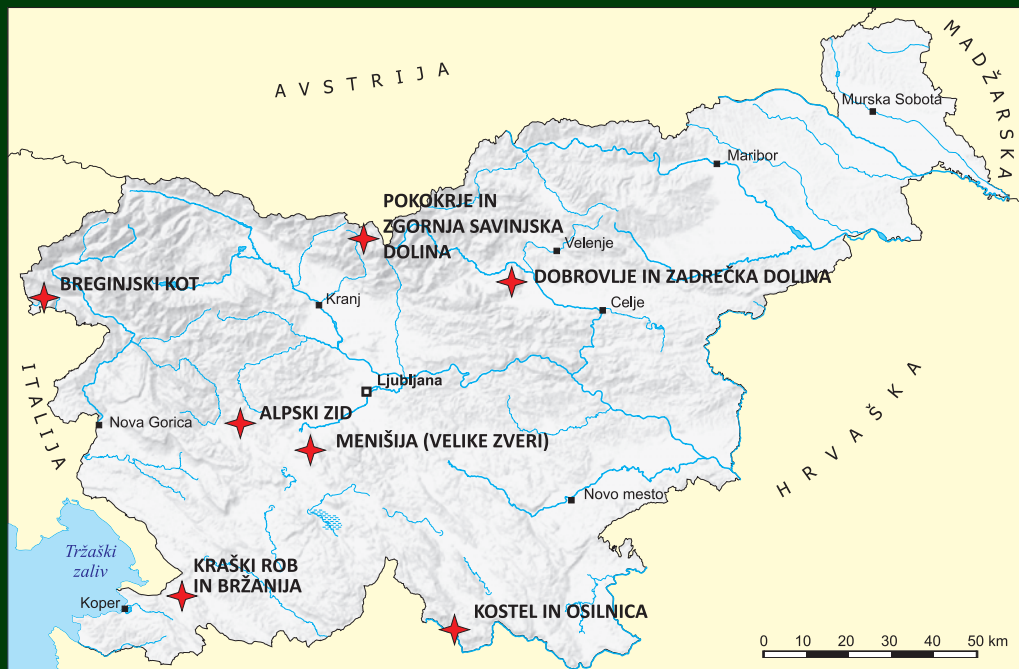 AVSTRIJA
MADŽARSKA
Murska Sobota
Maribor
POKOKRJE IN
ZGORNJA SAVINJSKA
DOLINA
Velenje
BREGINJSKI KOT
DOBROVLJE IN ZADREČKA DOLINA
Kranj
Celje
ITALIJA
Ljubljana
HRVAŠKA
ALPSKI ZID
Nova Gorica
MENIŠIJA (VELIKE ZVERI)
Novo mesto
Tržaški
zaliv
KRAŠKI ROB
IN BRŽANIJA
Koper
KOSTEL IN OSILNICA
0 10 20 30 40 50 km